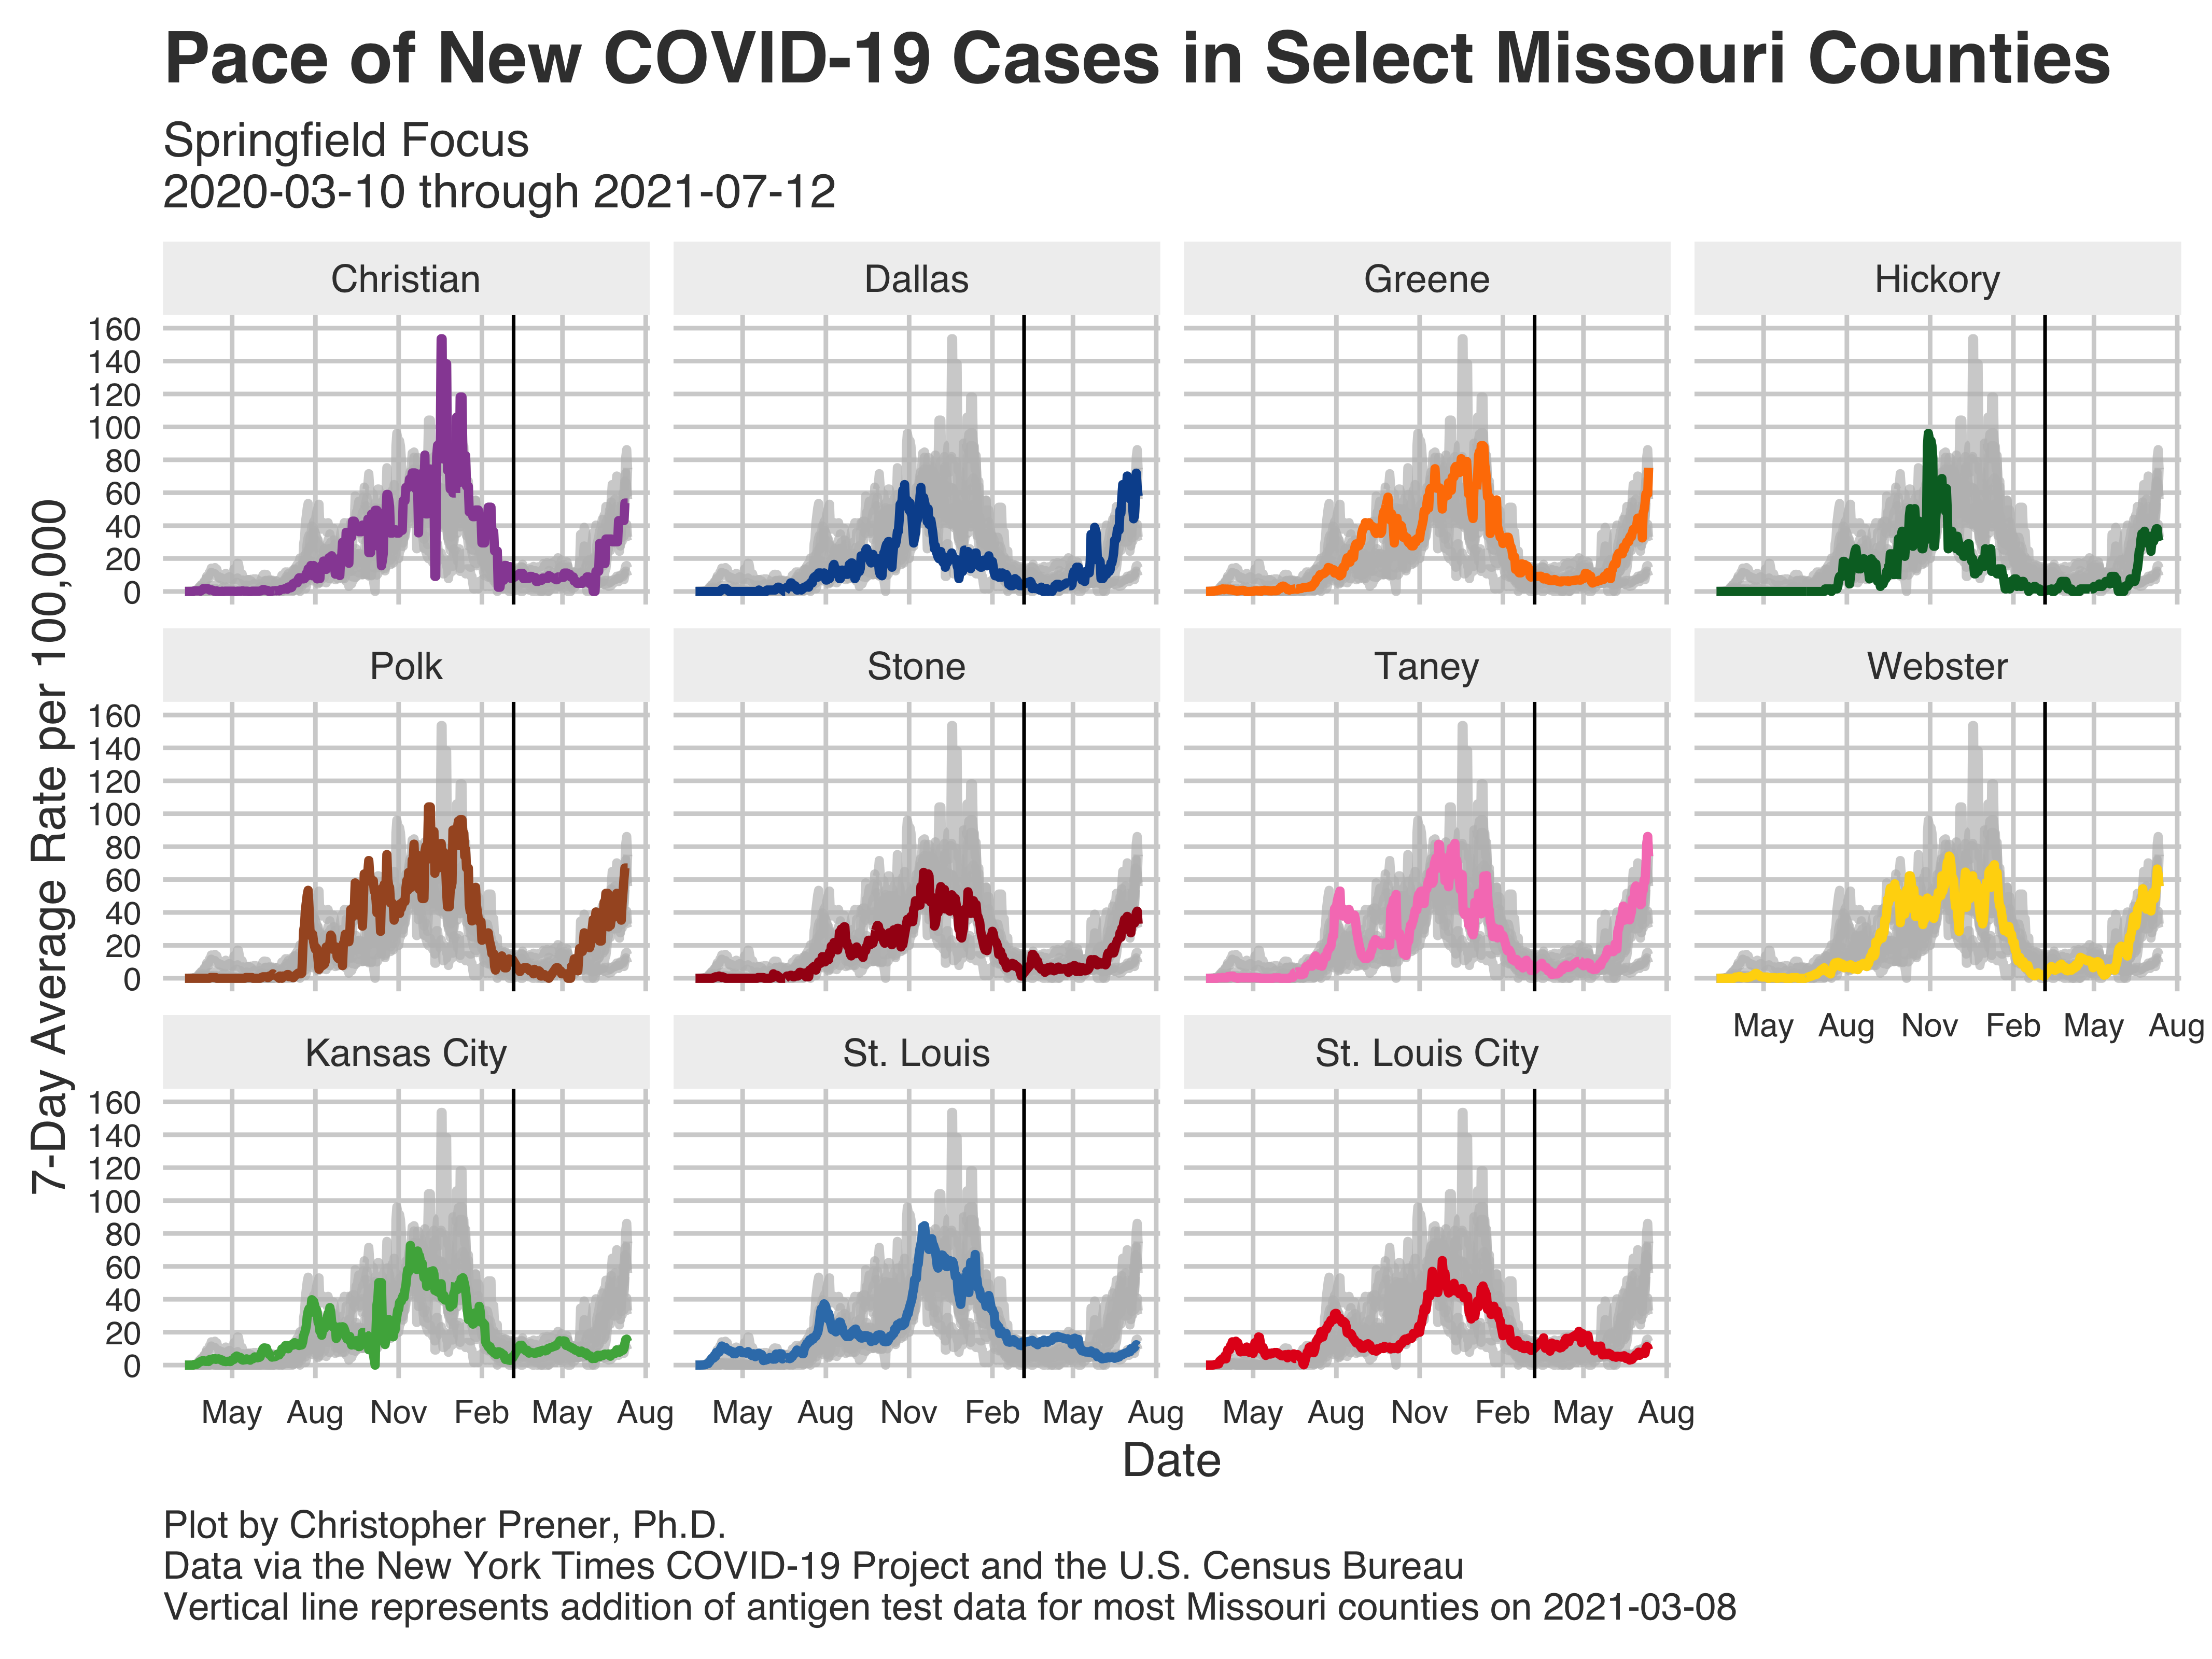 Pace of New COVID-19 Cases in Select Missouri Counties
Springfield Focus
2020-03-10 through 2021-07-12
7-Day Average Rate per 100,000
Christian
Dallas
Greene
Hickory
160
140
120
100
80
60
40
20
0
Polk
Stone
Taney
Webster
160
140
120
100
80
60
40
20
0
May Aug Nov Feb May Aug
Kansas City
St. Louis
St. Louis City
160
140
120
100
80
60
40
20
0
May Aug Nov Feb May Aug
May Aug Nov Feb May Aug
May Aug Nov Feb May Aug
Date
Plot by Christopher Prener, Ph.D.
Data via the New York Times COVID-19 Project and the U.S. Census Bureau
Vertical line represents addition of antigen test data for most Missouri counties on 2021-03-08